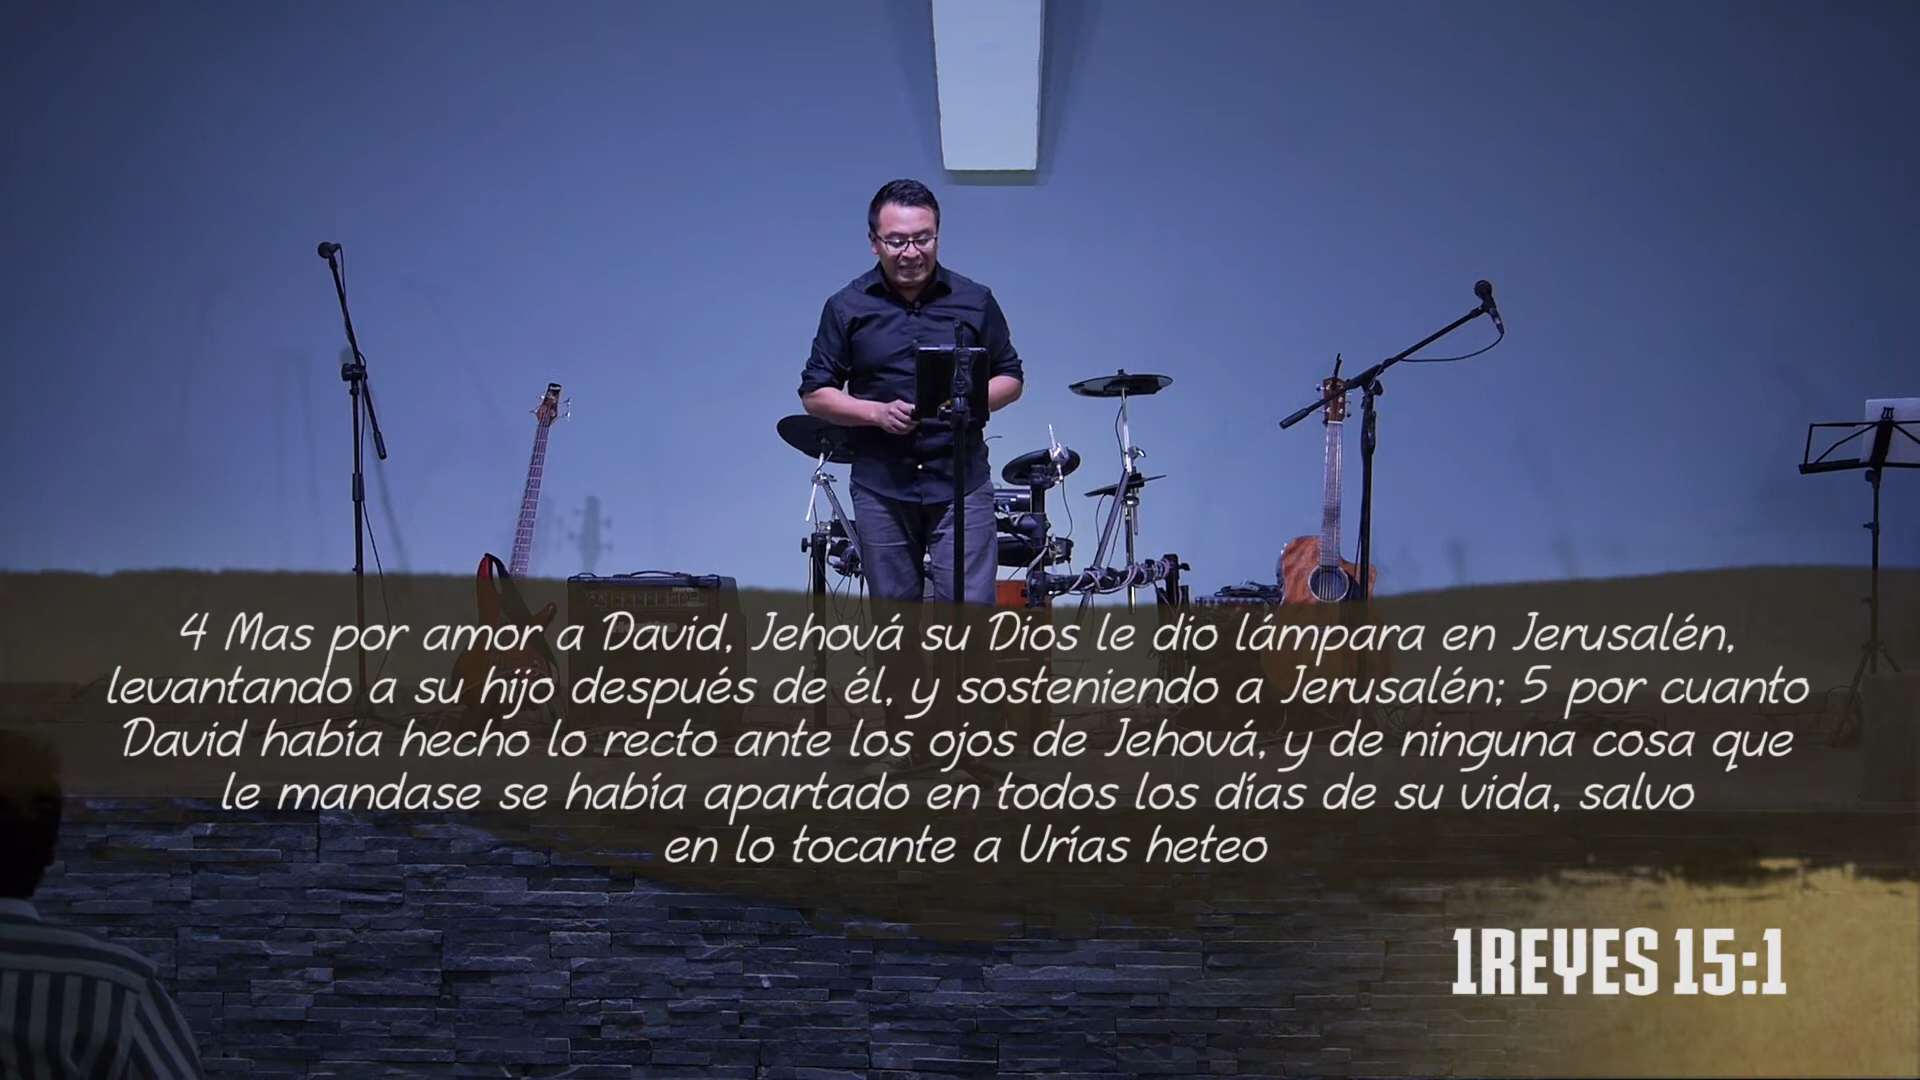 4 Mas por amor a David, Jehová su Dios le dio lámpara en Jerusalén,
levantando a su hijo después de él, y sosteniendo a Jerusalén; 5 por cuanto
David había hecho lo recto ante los ojos de Jehová, y de ninguna cosa que
le mandase se había apartado en todos los días de su vida, salvo
en lo tocante a Urías heteo
1REYES 15:1